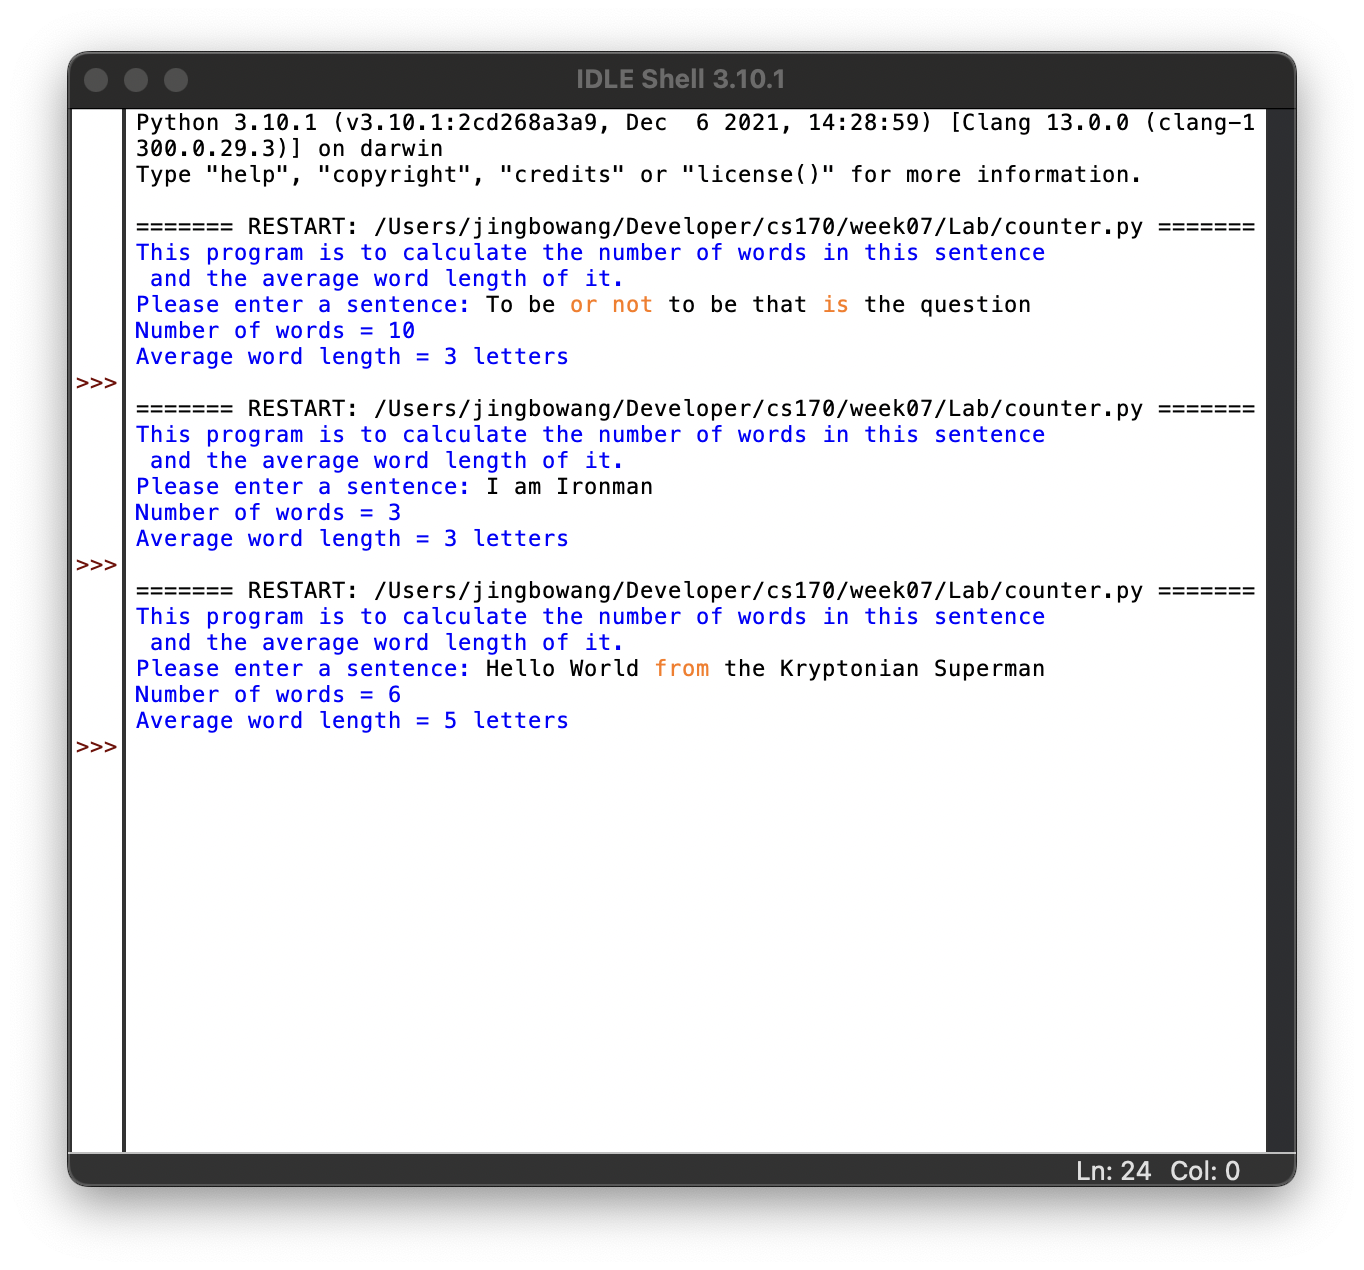 IDLE Shell 3.10.1
Python 3.10.1 (v3.10.1:2cd268a3a9, Dec  6 2021, 14:28:59) [Clang 13.0.0 (clang-1
300.0.29.3)] on darwin
Type "help", "copyright", "credits" or "license()" for more information.
======= RESTART: /Users/jingbowang/Developer/cs170/week07/Lab/counter.py =======
This program is to calculate the number of words in this sentence
 and the average word length of it.
Please enter a sentence: To be or not to be that is the question
Number of words = 10
Average word length = 3 letters
>>>
======= RESTART: /Users/jingbowang/Developer/cs170/week07/Lab/counter.py =======
This program is to calculate the number of words in this sentence
 and the average word length of it.
Please enter a sentence: I am Ironman
Number of words = 3
Average word length = 3 letters
>>>
======= RESTART: /Users/jingbowang/Developer/cs170/week07/Lab/counter.py =======
This program is to calculate the number of words in this sentence
 and the average word length of it.
Please enter a sentence: Hello World from the Kryptonian Superman
Number of words = 6
Average word length = 5 letters
>>>
Ln: 24  Col: 0